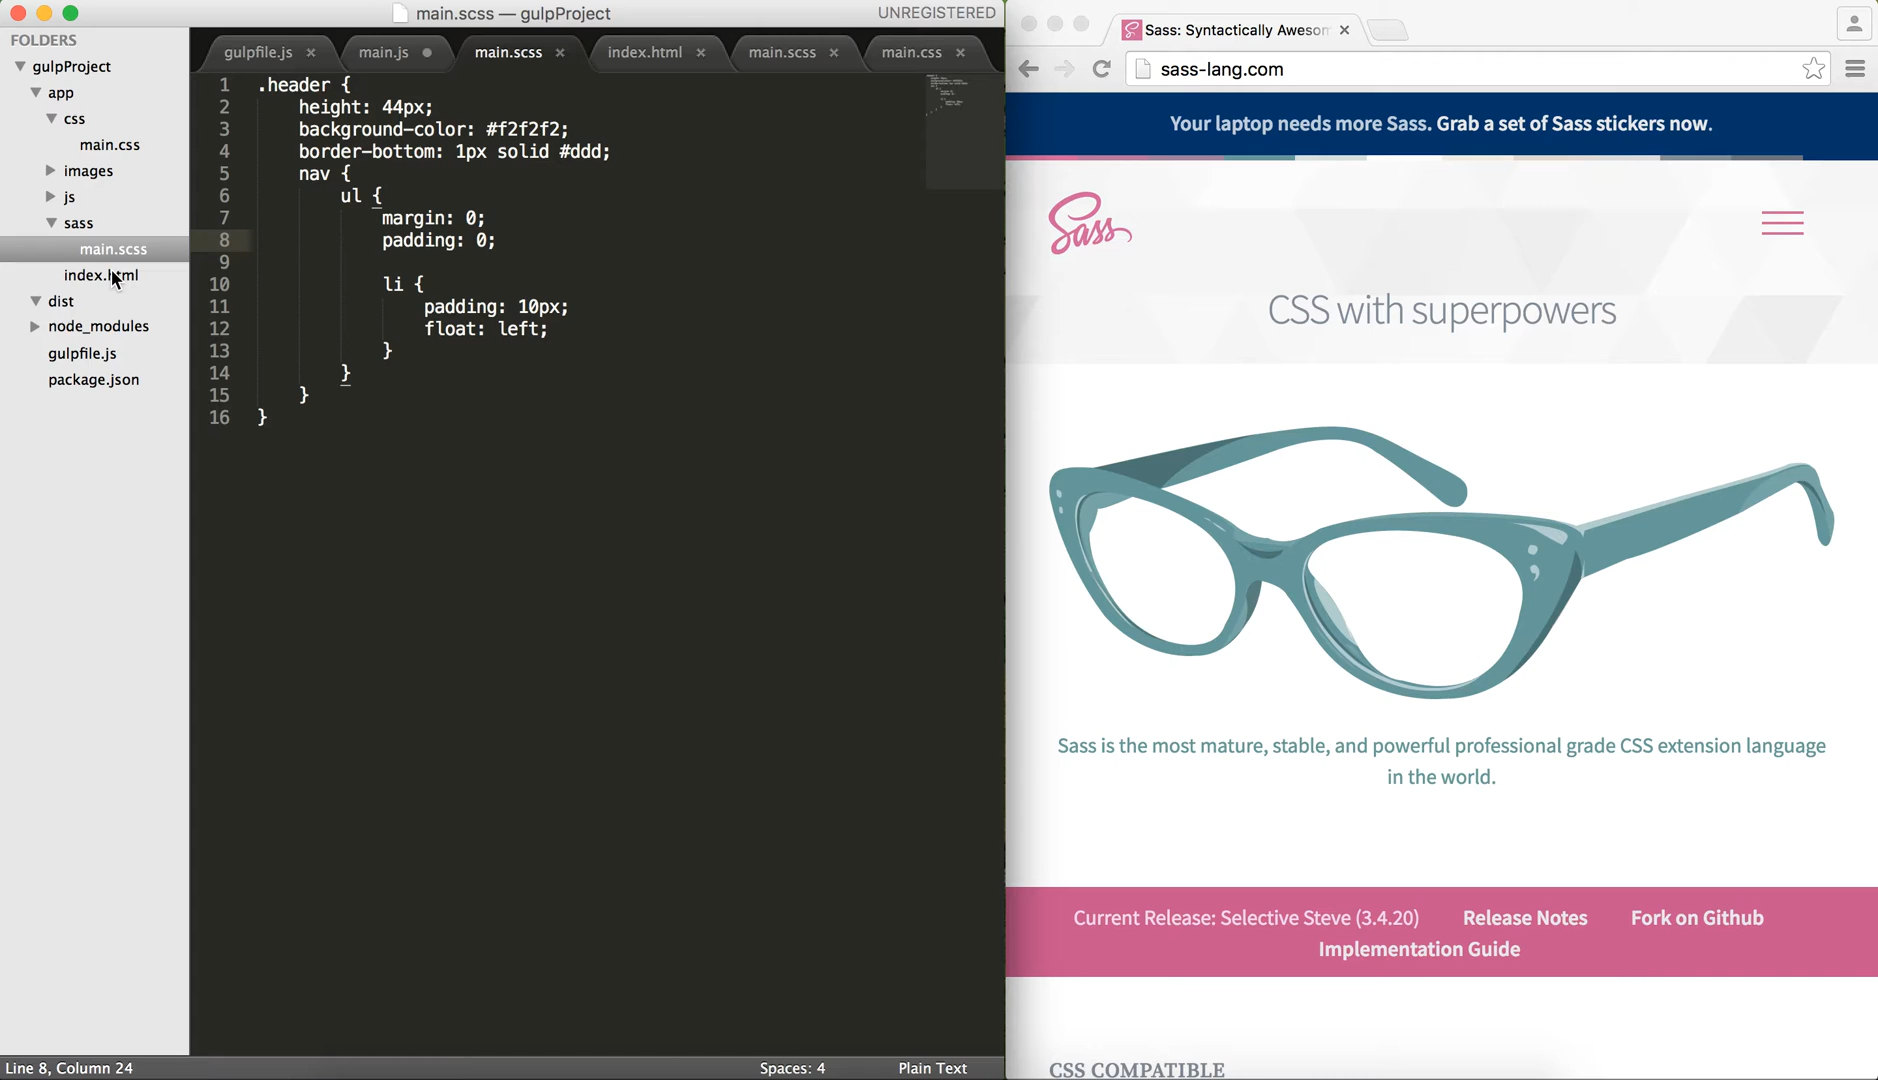 main.scss — gulpProject
UNREGISTERED
FOLDERS
gulpProject
app
css
main.css
images
js
sass
main.scss
index.html
dist
node_modules
gulpfile.js
package.json
gulpfile.js
main.js
main.scss
index.html
main.scss
main.css
1 .header {
2 height: 44px;
3 background-color: #f2f2f2;
4 border-bottom: 1px solid #ddd;
5 nav {
6 ul {
7 margin: 0;
8 padding: 0;
9
10 li {
11 padding: 10px;
12 float: left;
13 }
14 }
15 }
16 }
Line 8, Column 24
Spaces: 4
Plain Text
Sass: Syntactically Awesom
sass-lang.com
Your laptop needs more Sass. Grab a set of Sass stickers now.
Sass
CSS with superpowers
Sass is the most mature, stable, and powerful professional grade CSS extension language
in the world.
Current Release: Selective Steve (3.4.20) Release Notes Fork on Github
Implementation Guide
CSS COMPATIBLE